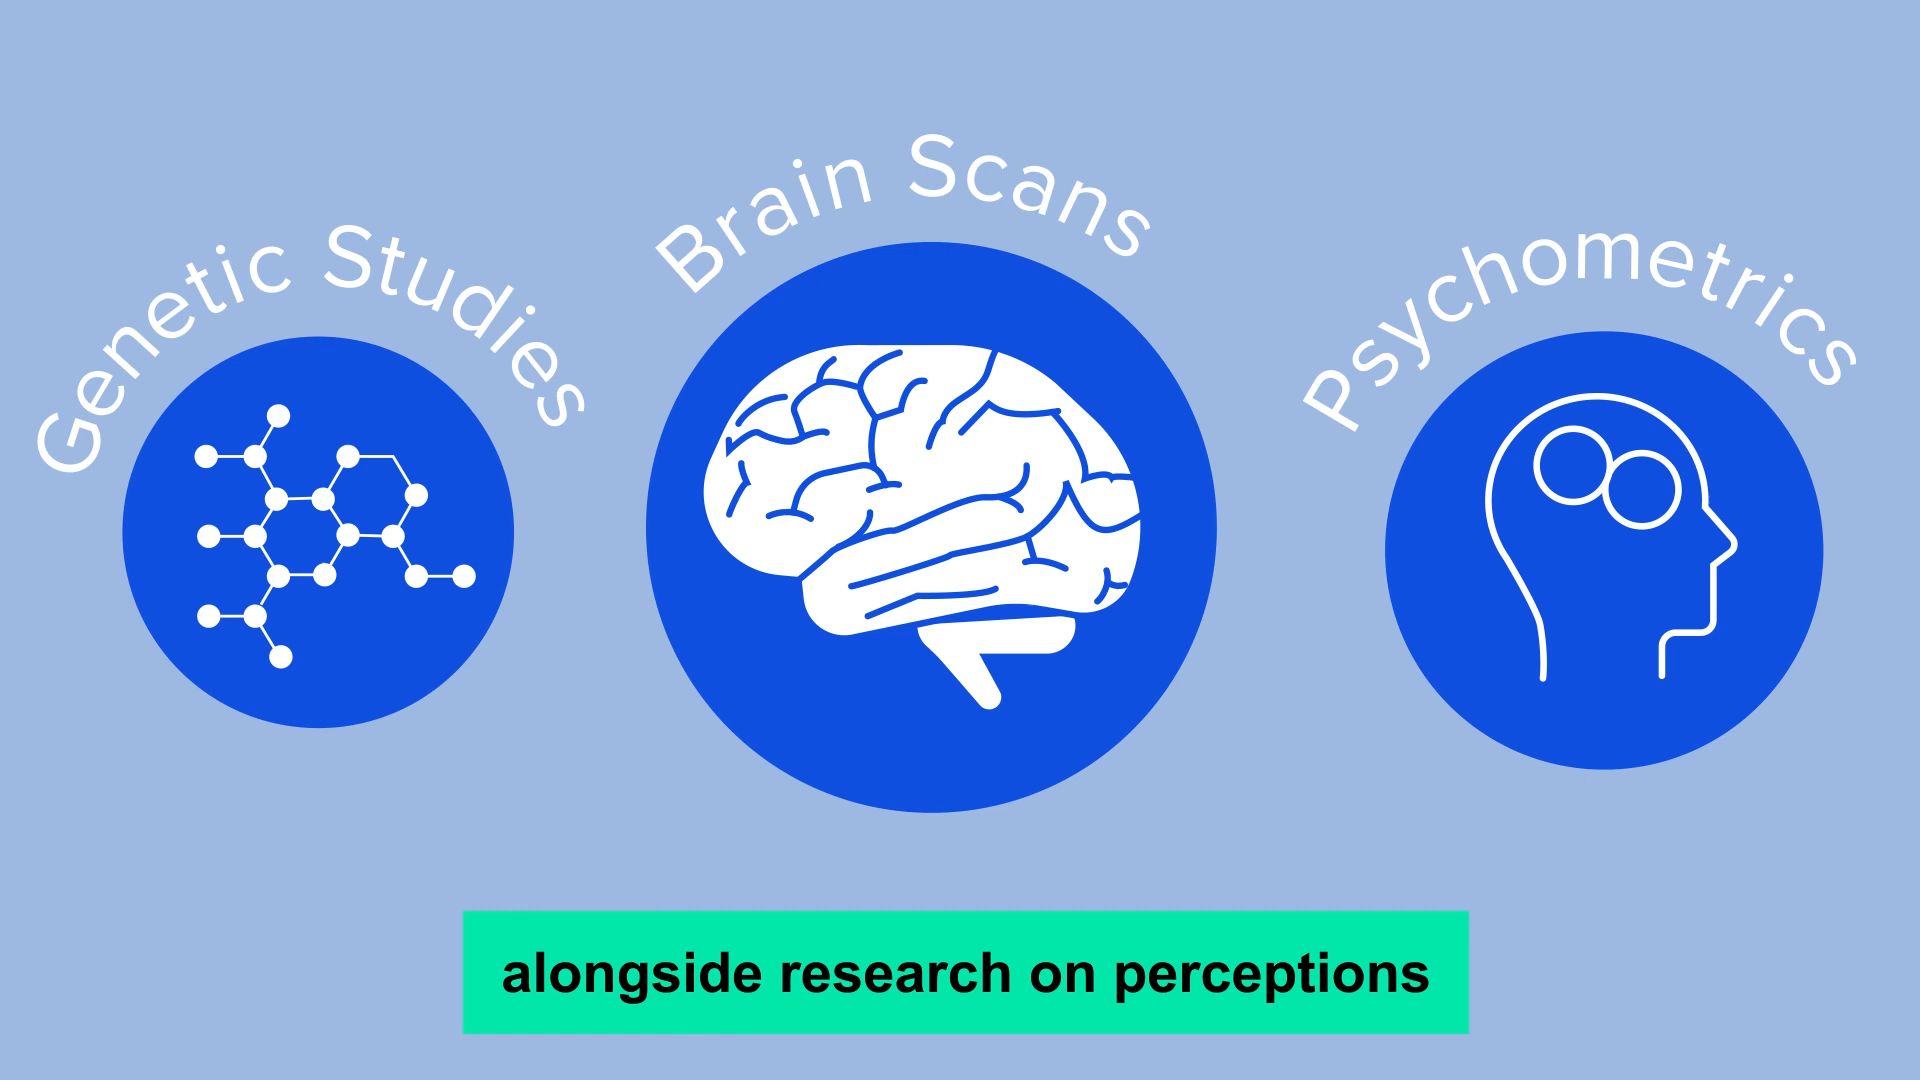 Genetic Studies
Brain Scans
Psychometrics
alongside research on perceptions